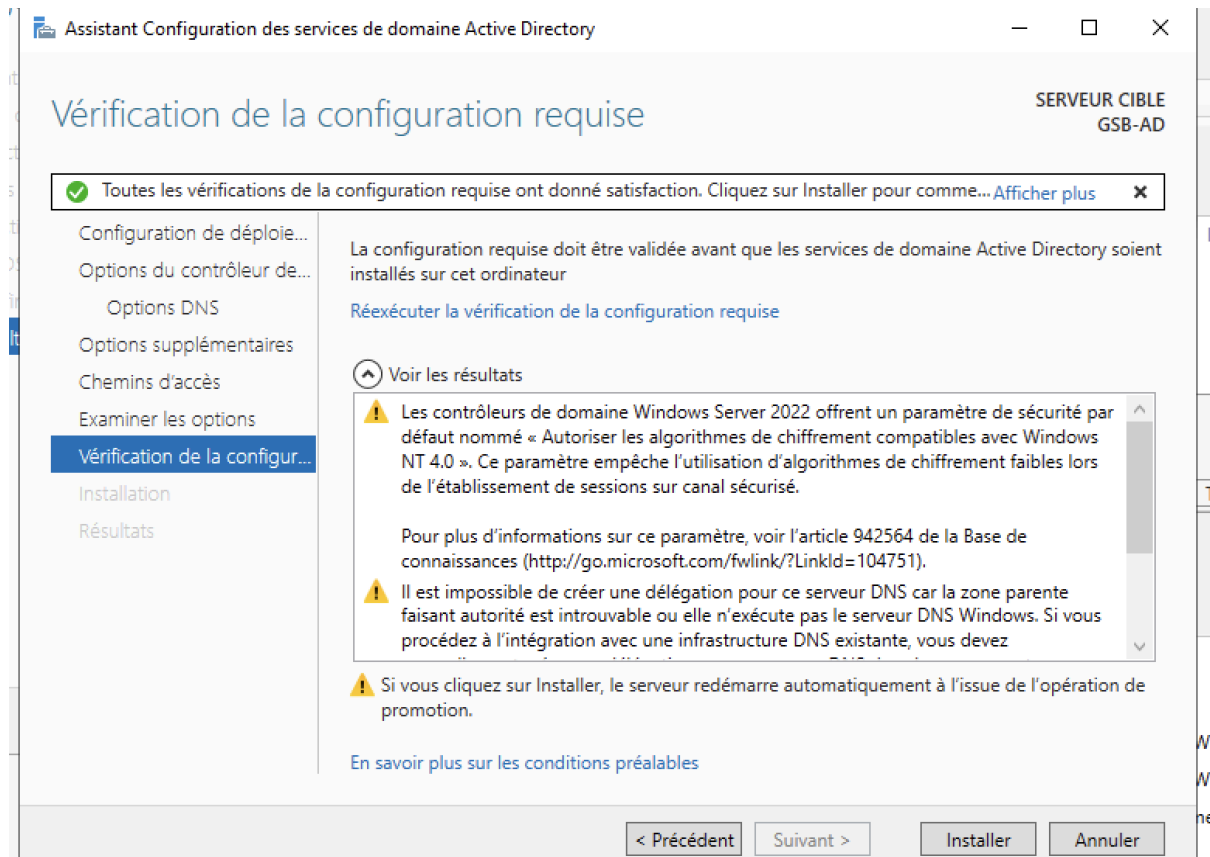 Assistant Configuration des services de domaine Active Directory
Vérification de la configuration requise
SERVEUR CIBLE
GSB-AD
Toutes les vérifications de la configuration requise ont donné satisfaction. Cliquez sur Installer pour comme... Afficher plus
Configuration de déploie...
Options du contrôleur de...
Options DNS
Options supplémentaires
Chemins d'accès
Examiner les options
Vérification de la configur...
Installation
Résultats
La configuration requise doit être validée avant que les services de domaine Active Directory soient
installés sur cet ordinateur
Réexécuter la vérification de la configuration requise
Voir les résultats
Les contrôleurs de domaine Windows Server 2022 offrent un paramètre de sécurité par
défaut nommé « Autoriser les algorithmes de chiffrement compatibles avec Windows
NT 4.0 ». Ce paramètre empêche l'utilisation d'algorithmes de chiffrement faibles lors
de l'établissement de sessions sur canal sécurisé.
Pour plus d'informations sur ce paramètre, voir l'article 942564 de la Base de
connaissances (http://go.microsoft.com/fwlink/?LinkId=104751).
Il est impossible de créer une délégation pour ce serveur DNS car la zone parente
faisant autorité est introuvable ou elle n'exécute pas le serveur DNS Windows. Si vous
procédez à l'intégration avec une infrastructure DNS existante, vous devez
Si vous cliquez sur Installer, le serveur redémarre automatiquement à l'issue de l'opération de
promotion.
En savoir plus sur les conditions préalables
< Précédent
Suivant >
Installer
Annuler